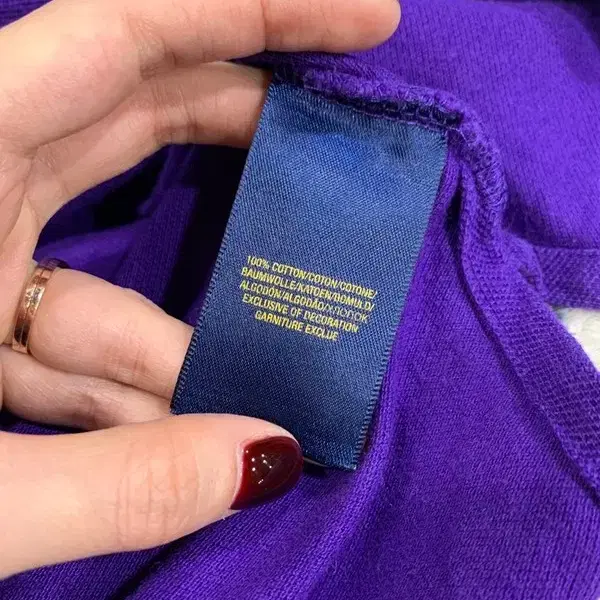 100% COTTON/COTON/COTONE/
BAUMWOLLE/KATOEN/BOMULD/
ALGODÓN/ALGODÃO/ХЛОПОК
EXCLUSIVE OF DECORATION
GARNITURE EXCLUE